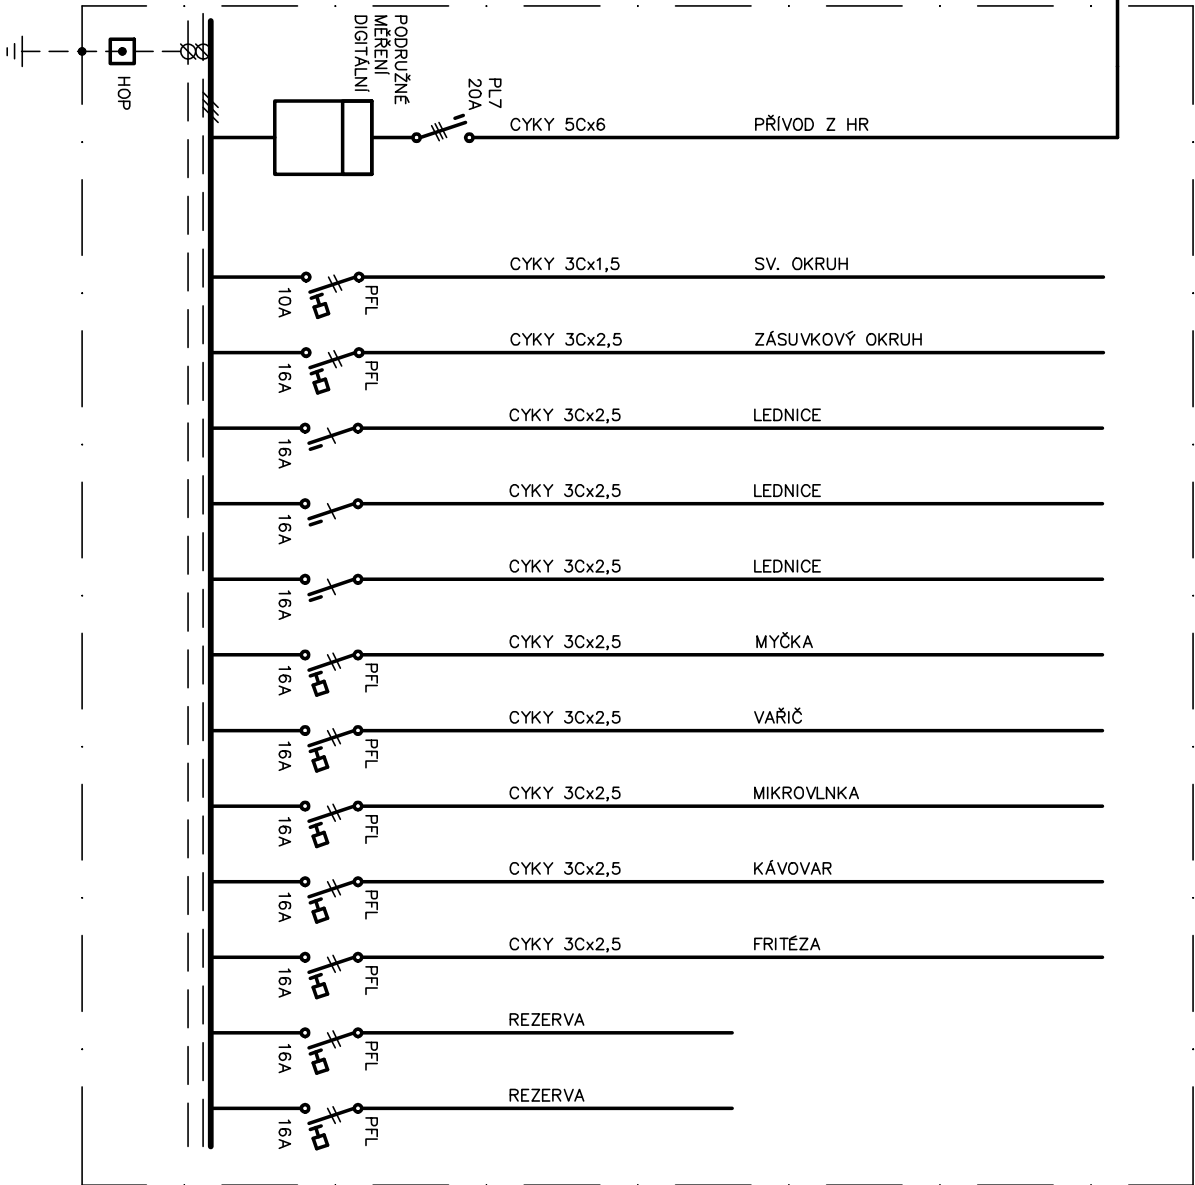 PODRUŽNÉ
MĚŘENÍ
DIGITÁLNÍ
HOP
PL7
20A
CYKY 5Cx6 PŘÍVOD Z HR
CYKY 3Cx1,5 SV. OKRUH
10A PFL
CYKY 3Cx2,5 ZÁSUVKOVÝ OKRUH
16A PFL
CYKY 3Cx2,5 LEDNICE
16A
CYKY 3Cx2,5 LEDNICE
16A
CYKY 3Cx2,5 LEDNICE
16A
CYKY 3Cx2,5 MYČKA
16A PFL
CYKY 3Cx2,5 VAŘIČ
16A PFL
CYKY 3Cx2,5 MIKROVLNKA
16A PFL
CYKY 3Cx2,5 KÁVOVAR
16A PFL
CYKY 3Cx2,5 FRITÉZA
16A PFL
REZERVA
16A PFL
REZERVA
16A PFL